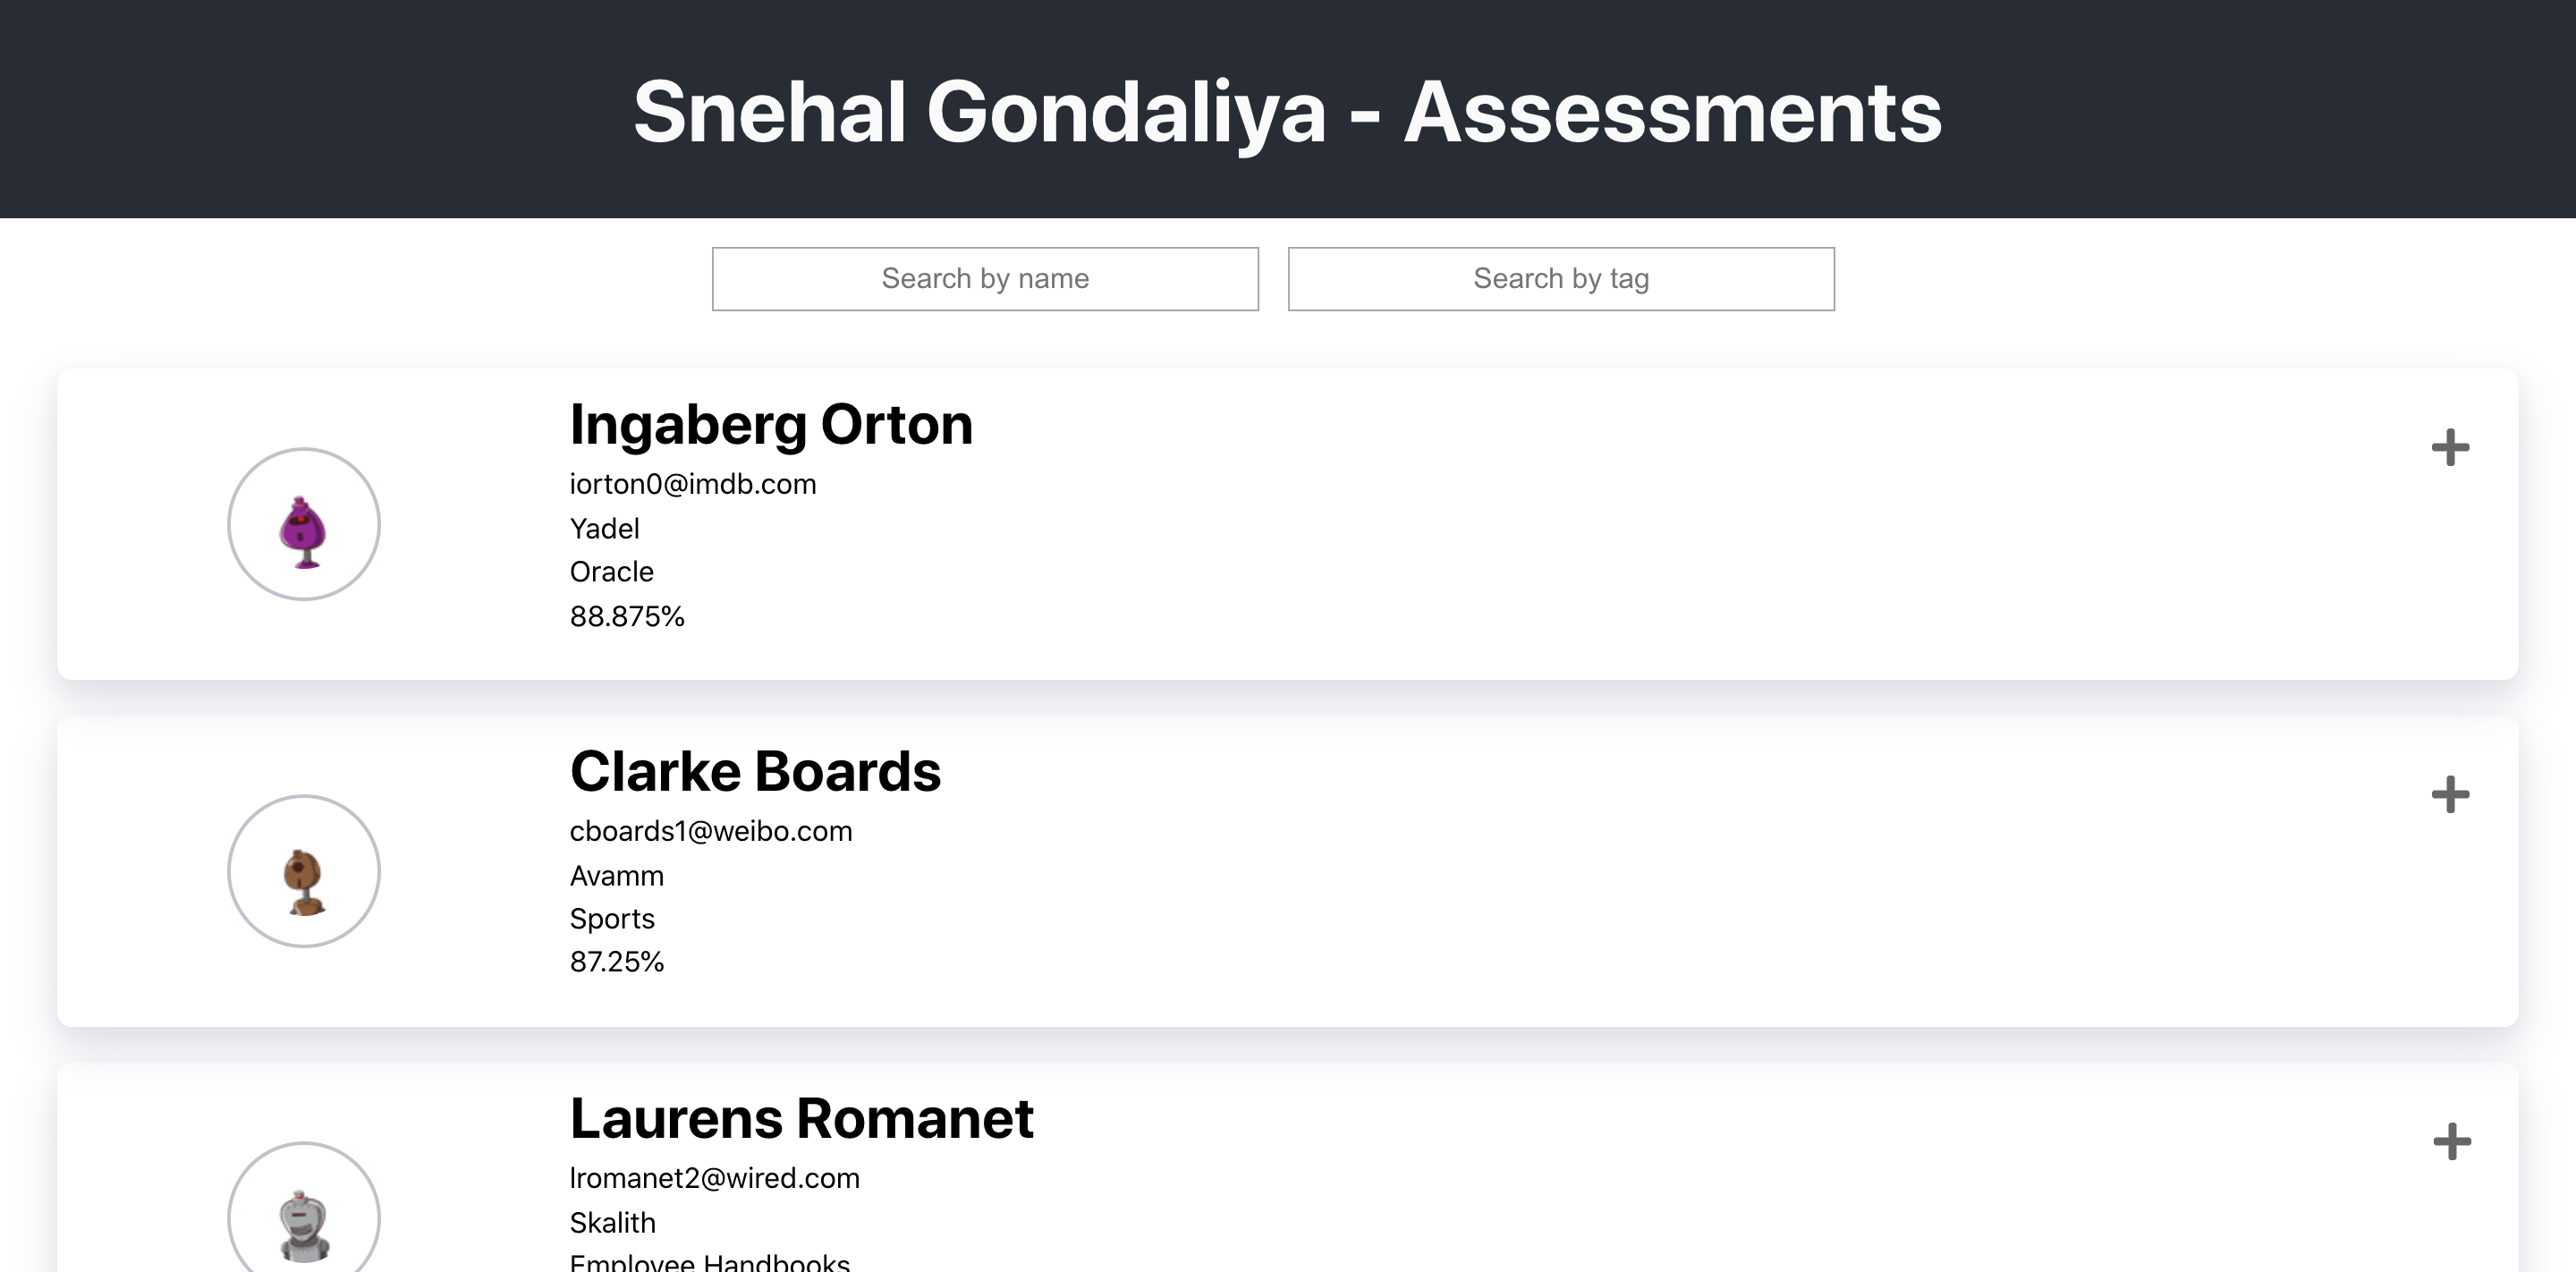 Snehal Gondaliya - Assessments
Search by name
Search by tag
Ingaberg Orton
iorton0@imdb.com
Yadel
Oracle
88.875%
Clarke Boards
cboards1@weibo.com
Avamm
Sports
87.25%
Laurens Romanet
lromanet2@wired.com
Skalith
Employee Handbooks